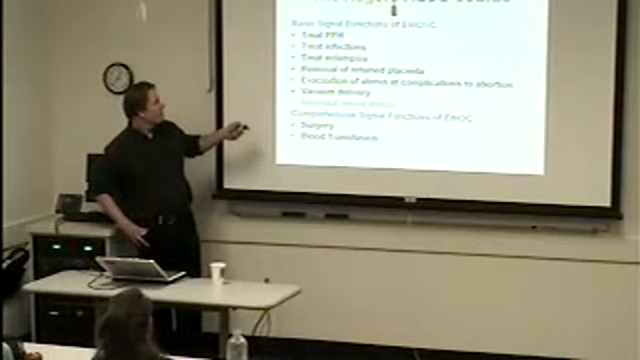 Basic Signal Functions of EmONC
Treat PPH
Treat infections
Treat eclampsia
Removal of retained placenta
Evacuation of uterus at complications to abortion
Vacuum delivery
Comprehensive Signal Functions of EmOC
Surgery
Blood Transfusion